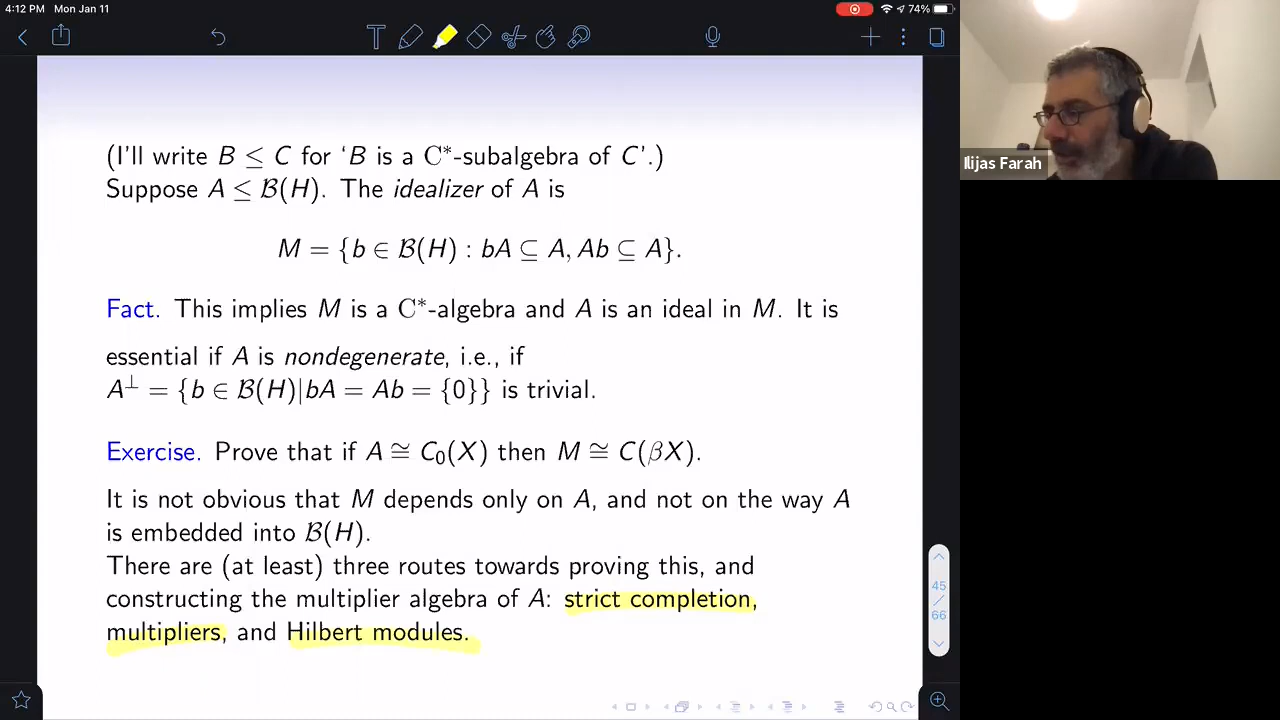 4:12 PM Mon Jan 11
74%
(I'll write B ≤ C for ‘B is a C*-subalgebra of C’.)
Suppose A ≤ ℬ(H). The idealizer of A is
M = {b ∈ ℬ(H) : bA ⊆ A, Ab ⊆ A}.
Fact. This implies M is a C*-algebra and A is an ideal in M. It is
essential if A is nondegenerate, i.e., if
A⊥ = {b ∈ ℬ(H)|bA = Ab = {0}} is trivial.
Exercise. Prove that if A ≅ C₀(X) then M ≅ C(βX).
It is not obvious that M depends only on A, and not on the way A
is embedded into ℬ(H).
There are (at least) three routes towards proving this, and
constructing the multiplier algebra of A: strict completion,
multipliers, and Hilbert modules.
45
/
66
Ilijas Farah